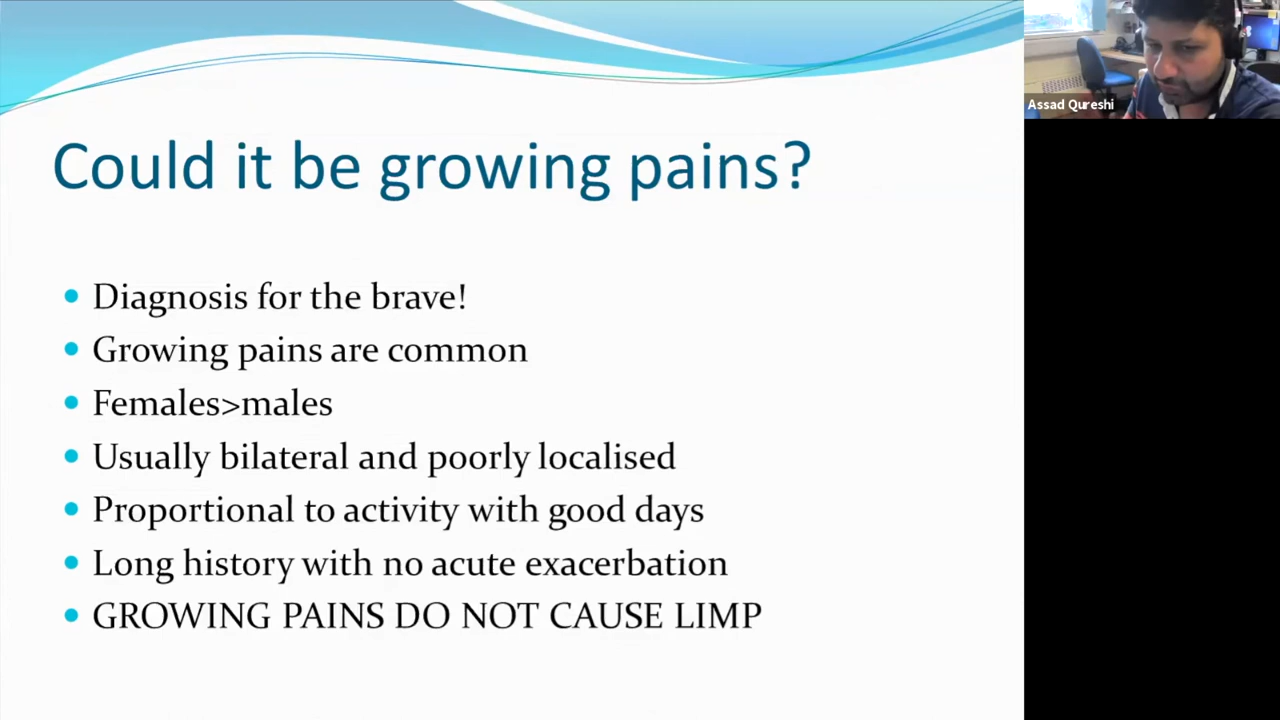 Could it be growing pains?
Diagnosis for the brave!
Growing pains are common
Females>males
Usually bilateral and poorly localised
Proportional to activity with good days
Long history with no acute exacerbation
GROWING PAINS DO NOT CAUSE LIMP
Assad Qureshi